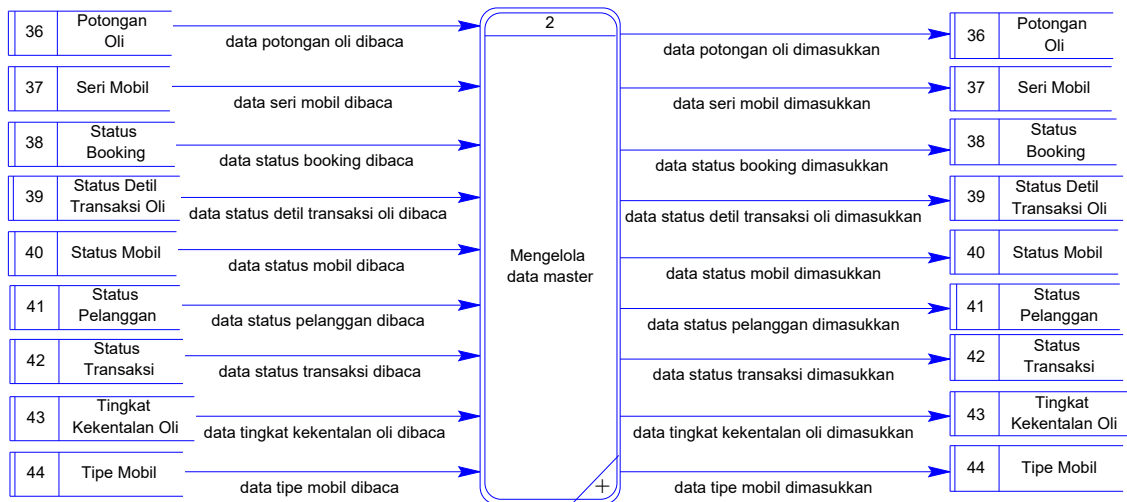 2
36
Potongan
Oli
data potongan oli dibaca
data potongan oli dimasukkan
36
Potongan
Oli
37
Seri Mobil
data seri mobil dibaca
data seri mobil dimasukkan
37
Seri Mobil
38
Status
Booking
data status booking dibaca
data status booking dimasukkan
38
Status
Booking
39
Status Detil
Transaksi Oli
data status detil transaksi oli dibaca
data status detil transaksi oli dimasukkan
39
Status Detil
Transaksi Oli
40
Status Mobil
data status mobil dibaca
Mengelola
data master
data status mobil dimasukkan
40
Status Mobil
41
Status
Pelanggan
data status pelanggan dibaca
data status pelanggan dimasukkan
41
Status
Pelanggan
42
Status
Transaksi
data status transaksi dibaca
data status transaksi dimasukkan
42
Status
Transaksi
43
Tingkat
Kekentalan Oli
data tingkat kekentalan oli dibaca
data tingkat kekentalan oli dimasukkan
43
Tingkat
Kekentalan Oli
44
Tipe Mobil
data tipe mobil dibaca
+
data tipe mobil dimasukkan
44
Tipe Mobil